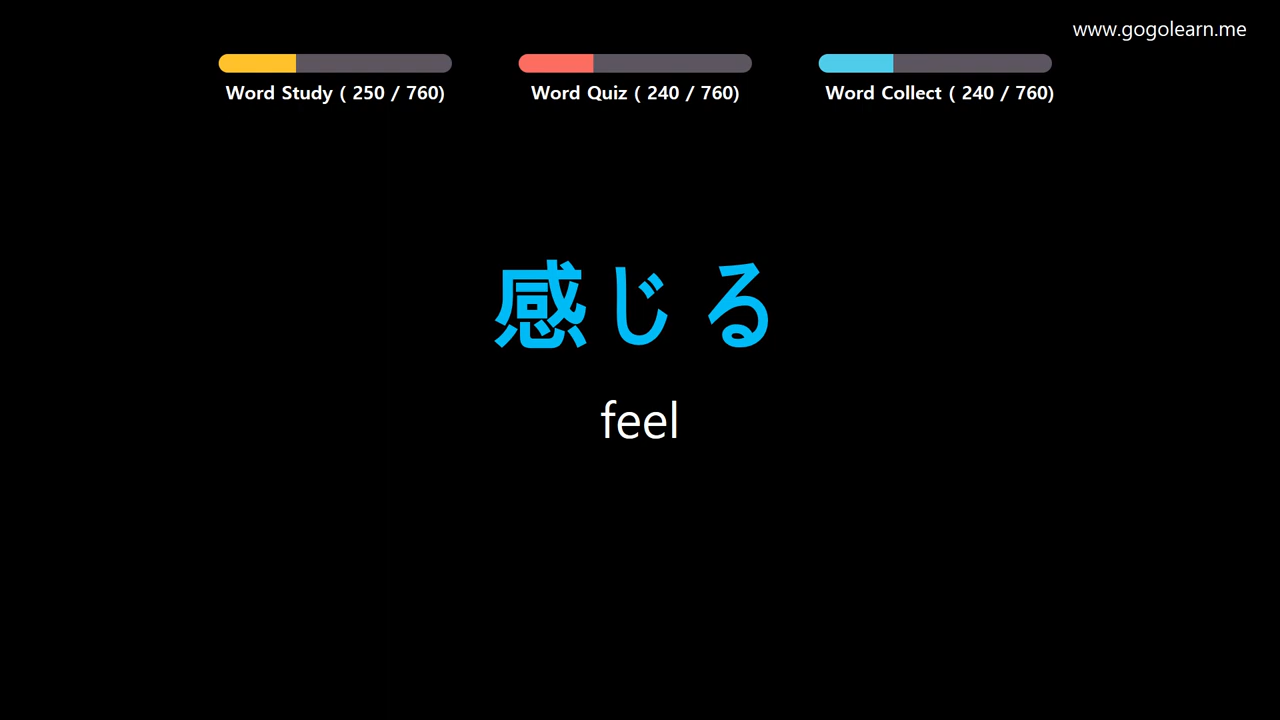 www.gogolearn.me
Word Study ( 250 / 760)
Word Quiz ( 240 / 760)
Word Collect ( 240 / 760)
感じる
feel